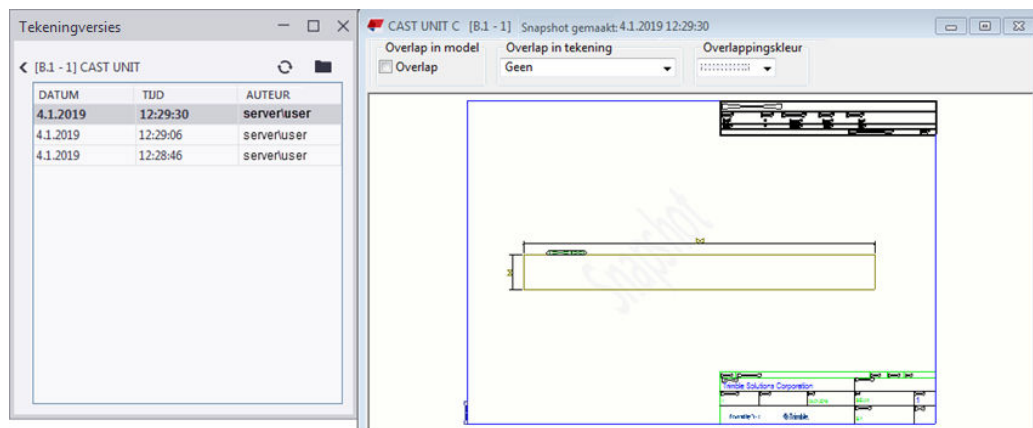 Tekeningversies
[B.1 - 1] CAST UNIT
DATUM TIJD AUTEUR
4.1.2019 12:29:30 server\user
4.1.2019 12:29:06 server\user
4.1.2019 12:28:46 server\user
CAST UNIT C [B.1 - 1] Snapshot gemaakt: 4.1.2019 12:29:30
Overlap in model Overlap in tekening Overlappingskleur
Overlap Geen
Snapshot
Trimble Solutions Corporation
1
Trimble